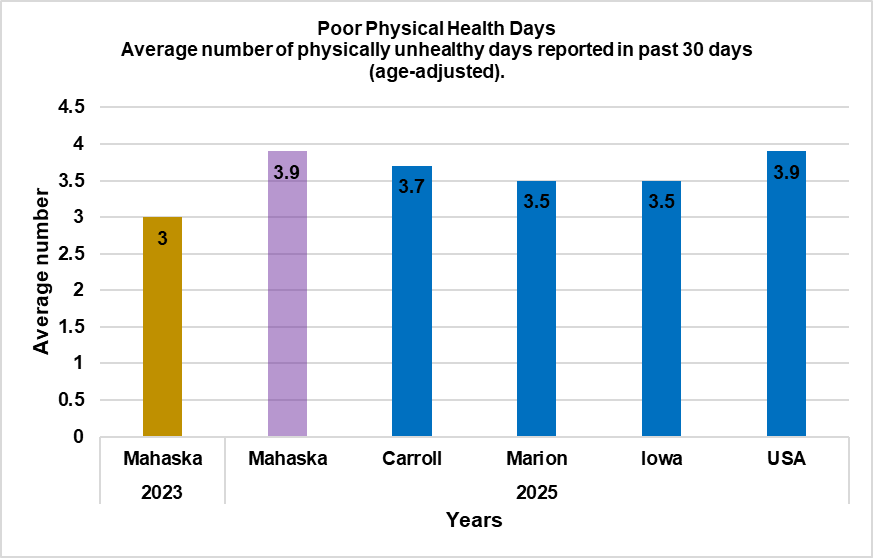 Poor Physical Health Days
Average number of physically unhealthy days reported in past 30 days
(age-adjusted).
4.5
4
3.5
3
2.5
2
1.5
1
0.5
0
Average number
3
3.9
3.7
3.5
3.5
3.9
Mahaska Mahaska Carroll Marion Iowa USA
2023 2025
Years